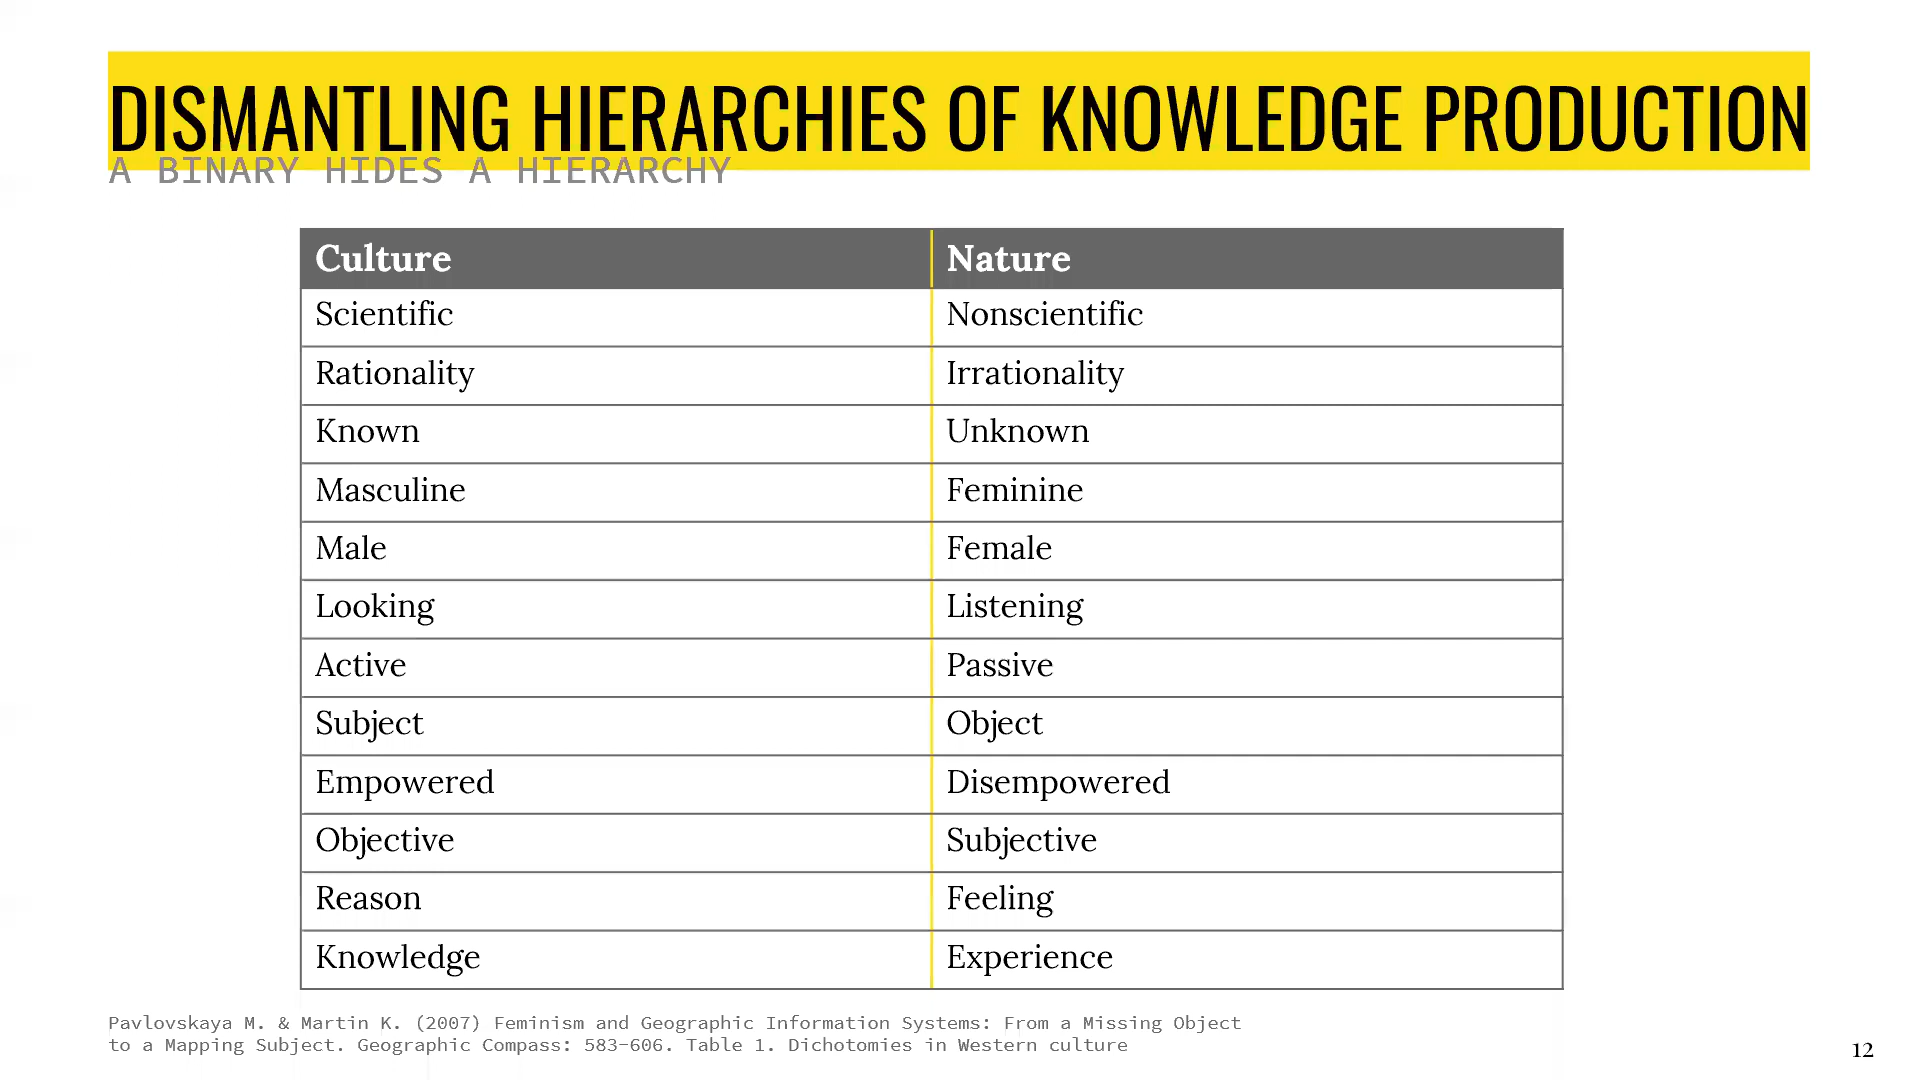 DISMANTLING HIERARCHIES OF KNOWLEDGE PRODUCTION
A BINARY HIDES A HIERARCHY
Culture Nature
Scientific Nonscientific
Rationality Irrationality
Known Unknown
Masculine Feminine
Male Female
Looking Listening
Active Passive
Subject Object
Empowered Disempowered
Objective Subjective
Reason Feeling
Knowledge Experience
Pavlovskaya M. & Martin K. (2007) Feminism and Geographic Information Systems: From a Missing Object
to a Mapping Subject. Geographic Compass: 583-606. Table 1. Dichotomies in Western culture
12